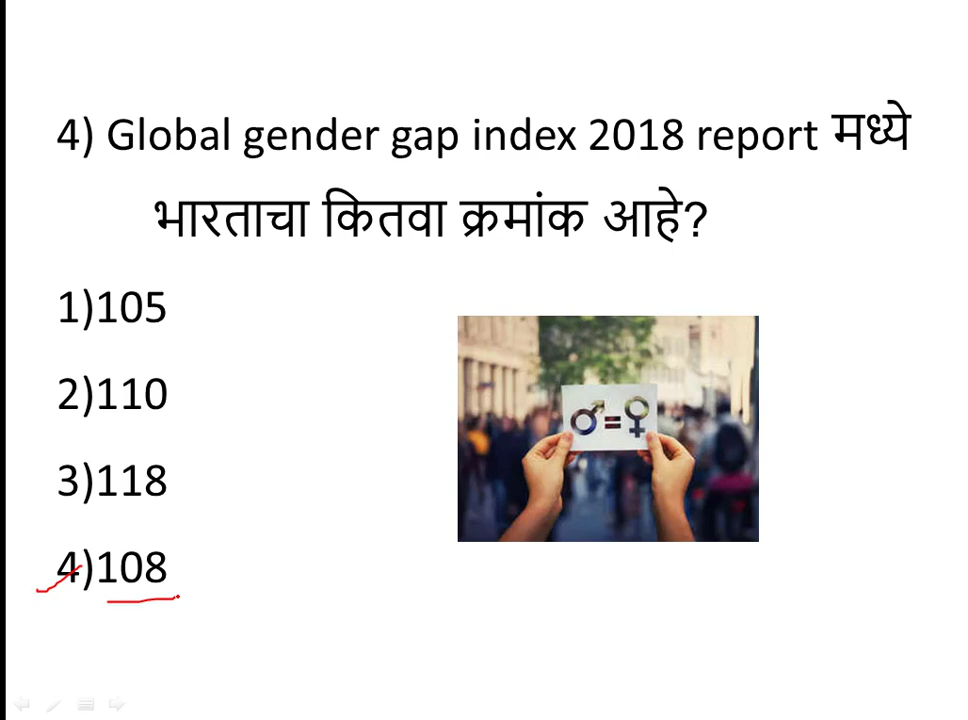 4) Global gender gap index 2018 report मध्ये
भारताचा कितवा क्रमांक आहे?
1)105
2)110
3)118
4)108